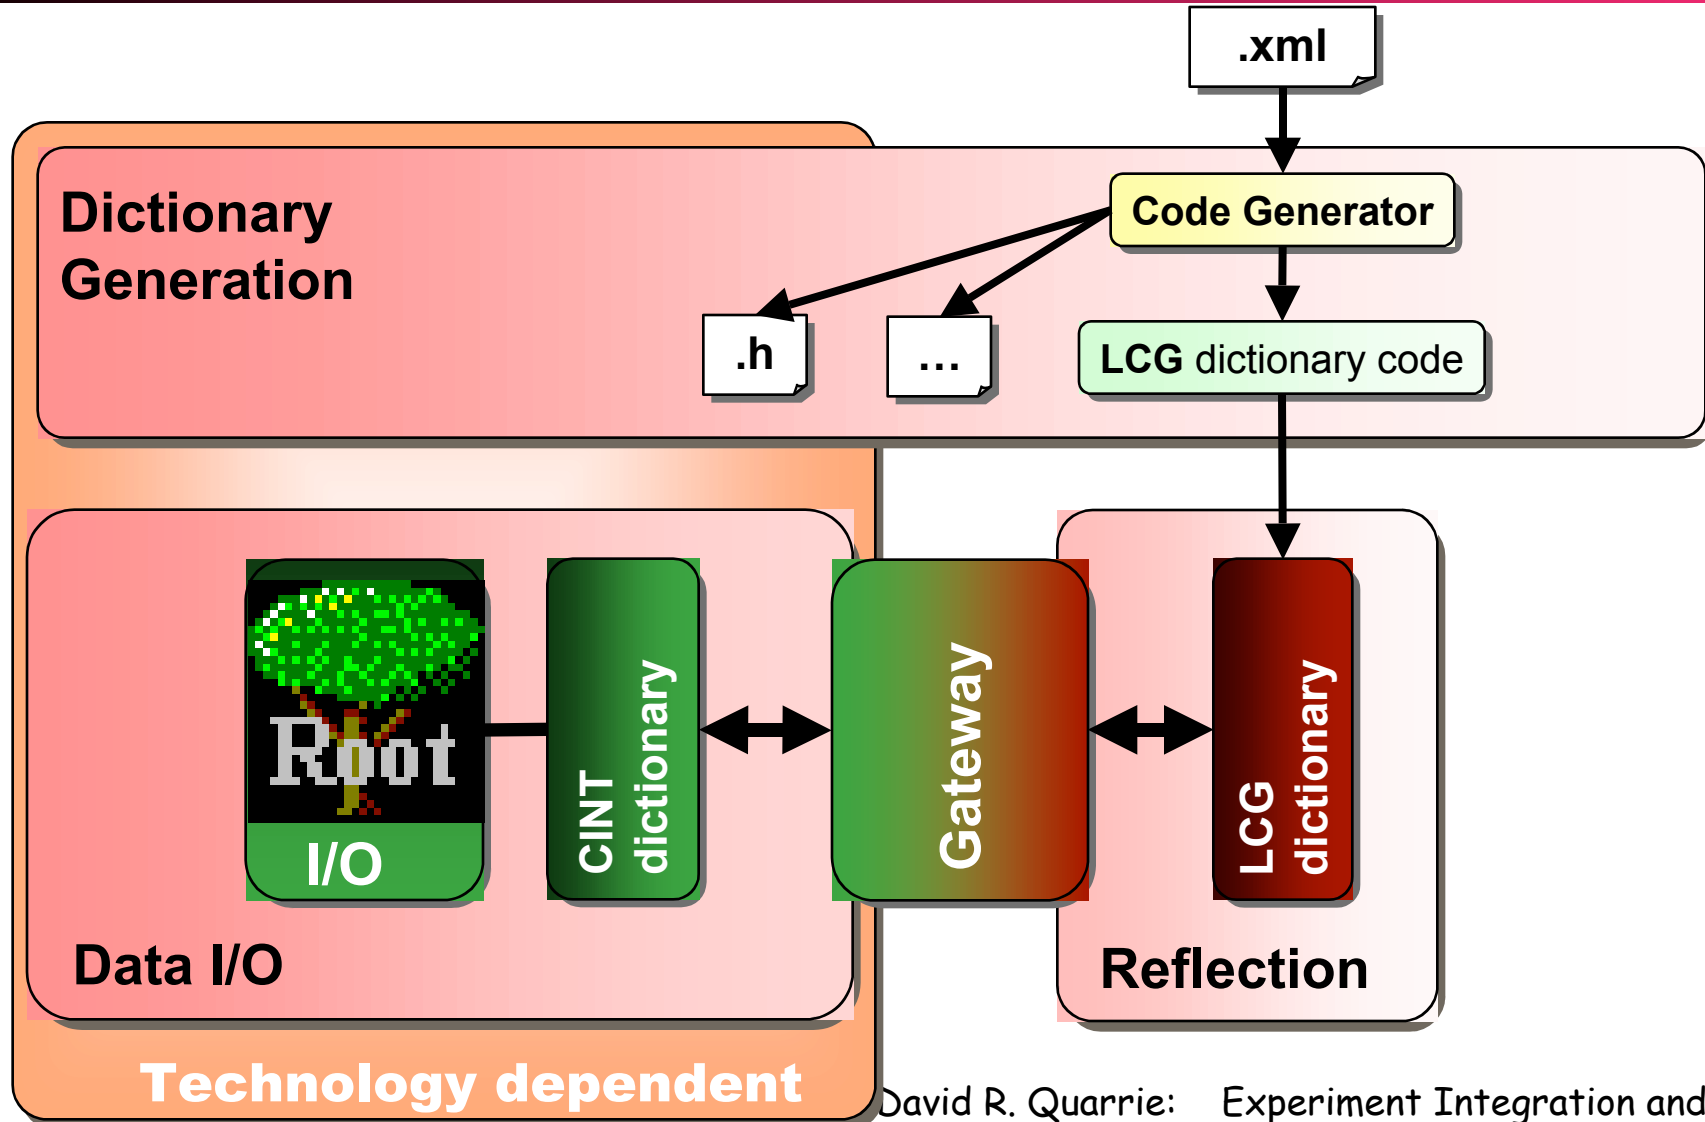 .xml
Dictionary
Generation
Code Generator
.h
...
LCG dictionary code
Root
I/O
CINT
dictionary
Gateway
LCG
dictionary
Data I/O
Reflection
Technology dependent
David R. Quarrie: Experiment Integration and